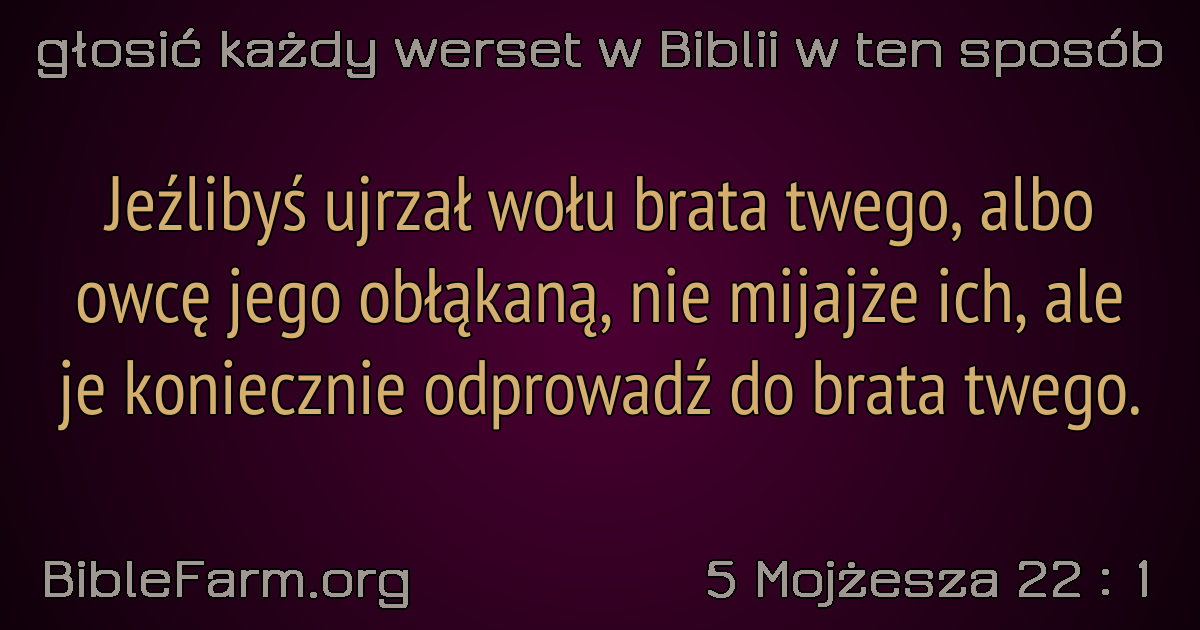 głosić każdy werset w Biblii w ten sposób
Jeźlibyś ujrzał wołu brata twego, albo
owcę jego obłąkaną, nie mijajże ich, ale
je koniecznie odprowadź do brata twego.
BibleFarm.org
5 Mojżesza 22 : 1